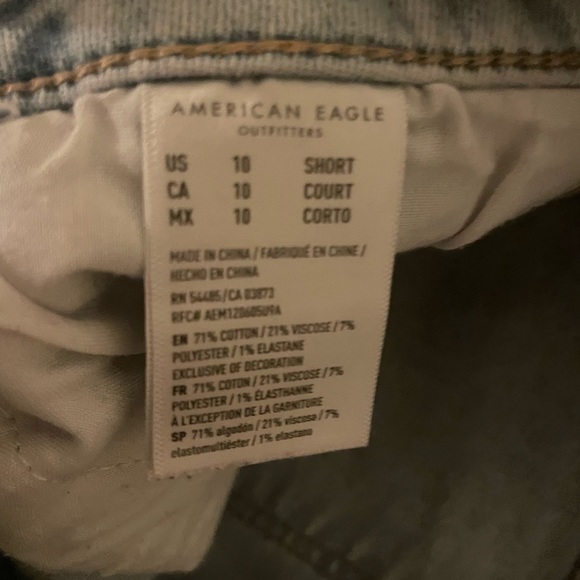 AMERICAN EAGLE
OUTFITTERS
US 10 SHORT
CA 10 COURT
MX 10 CORTO
MADE IN CHINA / FABRIQUÉ EN CHINE /
HECHO EN CHINA
RN 54485/CA 03873
RFC# AEM120605U9A
EN 71% COTTON / 21% VISCOSE / 7%
POLYESTER / 1% ELASTANE
EXCLUSIVE OF DECORATION
FR 71% COTON / 21% VISCOSE / 7%
POLYESTER / 1% ÉLASTHANNE
À L'EXCEPTION DE LA GARNITURE
SP 71% algodón / 21% viscosa / 7%
elastomultiéster / 1% elastano